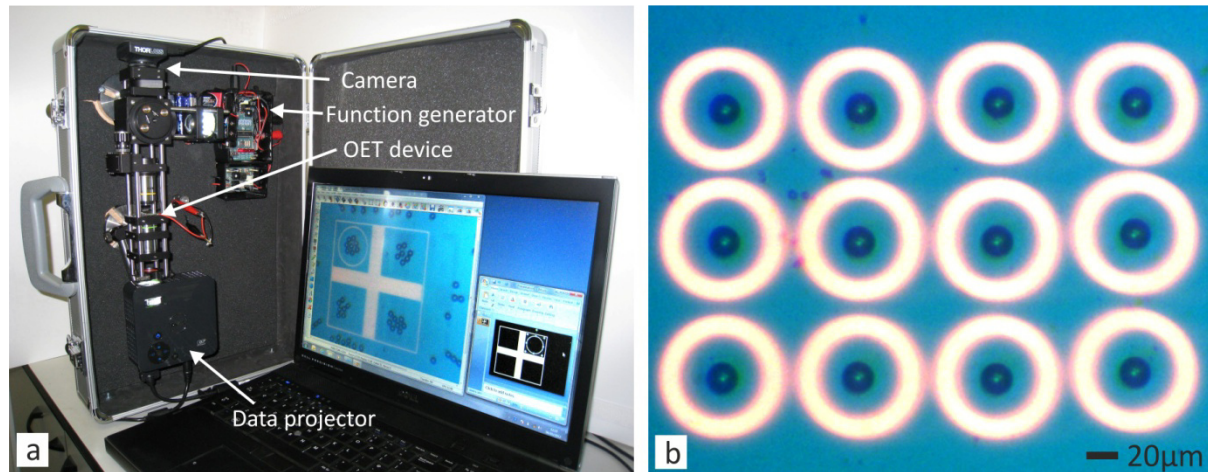 THORLABS
Camera
Function generator
OET device
Data projector
a
b
20μm